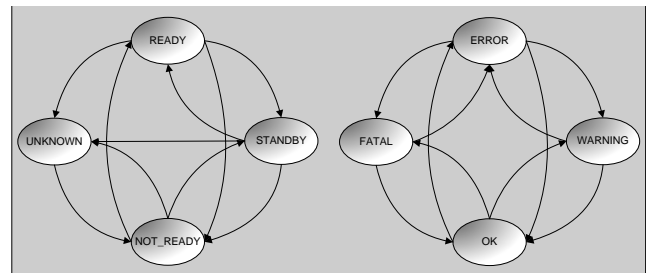 READY
UNKNOWN
STANDBY
NOT_READY
ERROR
FATAL
WARNING
OK